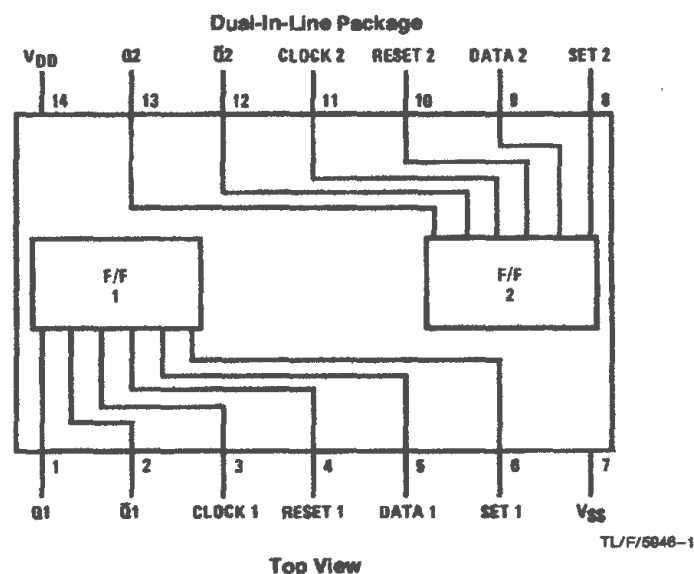 Dual-In-Line Package
VDD Q2 Q̄2 CLOCK 2 RESET 2 DATA 2 SET 2
14 13 12 11 10 9 8
F/F
1
F/F
2
1 2 3 4 5 6 7
Q1 Q̄1 CLOCK 1 RESET 1 DATA 1 SET 1 VSS
TL/F/5946–1
Top View